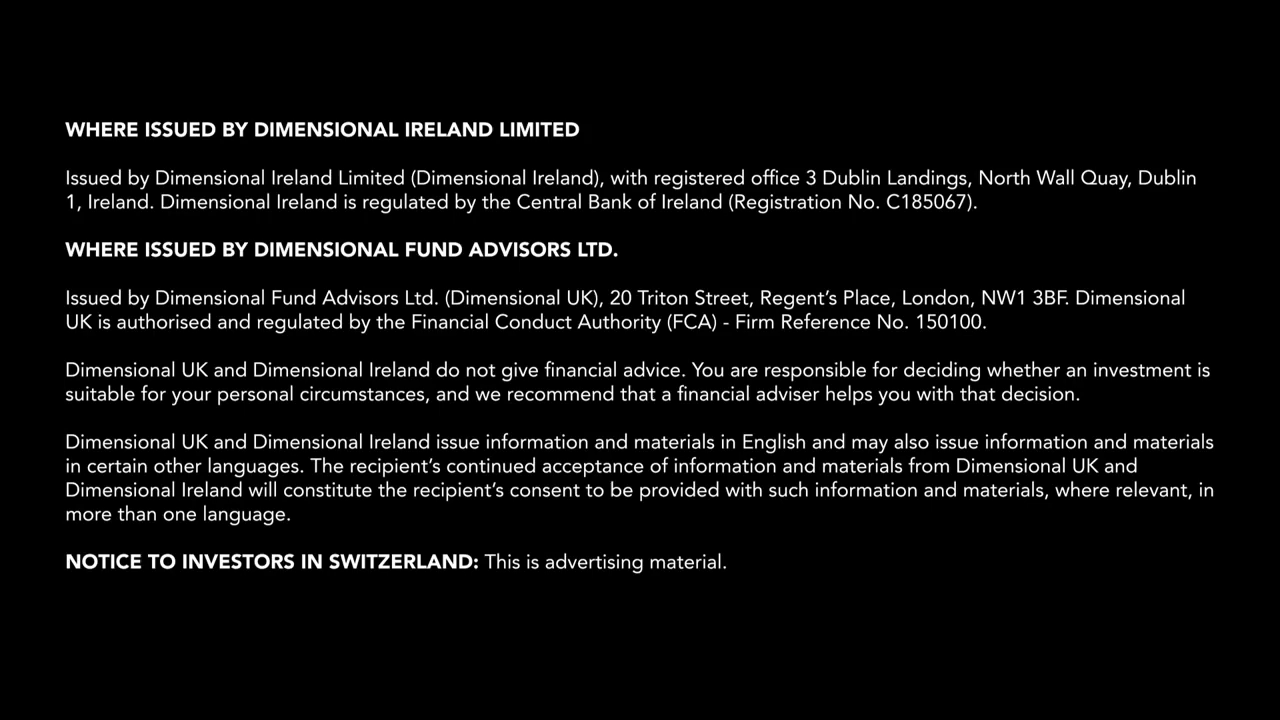 WHERE ISSUED BY DIMENSIONAL IRELAND LIMITED
Issued by Dimensional Ireland Limited (Dimensional Ireland), with registered office 3 Dublin Landings, North Wall Quay, Dublin
1, Ireland. Dimensional Ireland is regulated by the Central Bank of Ireland (Registration No. C185067).
WHERE ISSUED BY DIMENSIONAL FUND ADVISORS LTD.
Issued by Dimensional Fund Advisors Ltd. (Dimensional UK), 20 Triton Street, Regent’s Place, London, NW1 3BF. Dimensional
UK is authorised and regulated by the Financial Conduct Authority (FCA) - Firm Reference No. 150100.
Dimensional UK and Dimensional Ireland do not give financial advice. You are responsible for deciding whether an investment is
suitable for your personal circumstances, and we recommend that a financial adviser helps you with that decision.
Dimensional UK and Dimensional Ireland issue information and materials in English and may also issue information and materials
in certain other languages. The recipient’s continued acceptance of information and materials from Dimensional UK and
Dimensional Ireland will constitute the recipient’s consent to be provided with such information and materials, where relevant, in
more than one language.
NOTICE TO INVESTORS IN SWITZERLAND: This is advertising material.